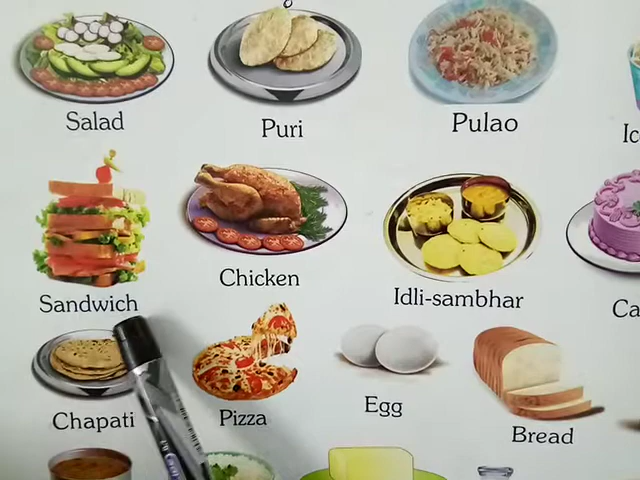 Salad Puri Pulao
Sandwich Chicken Idli-sambhar
Chapati Pizza Egg Bread